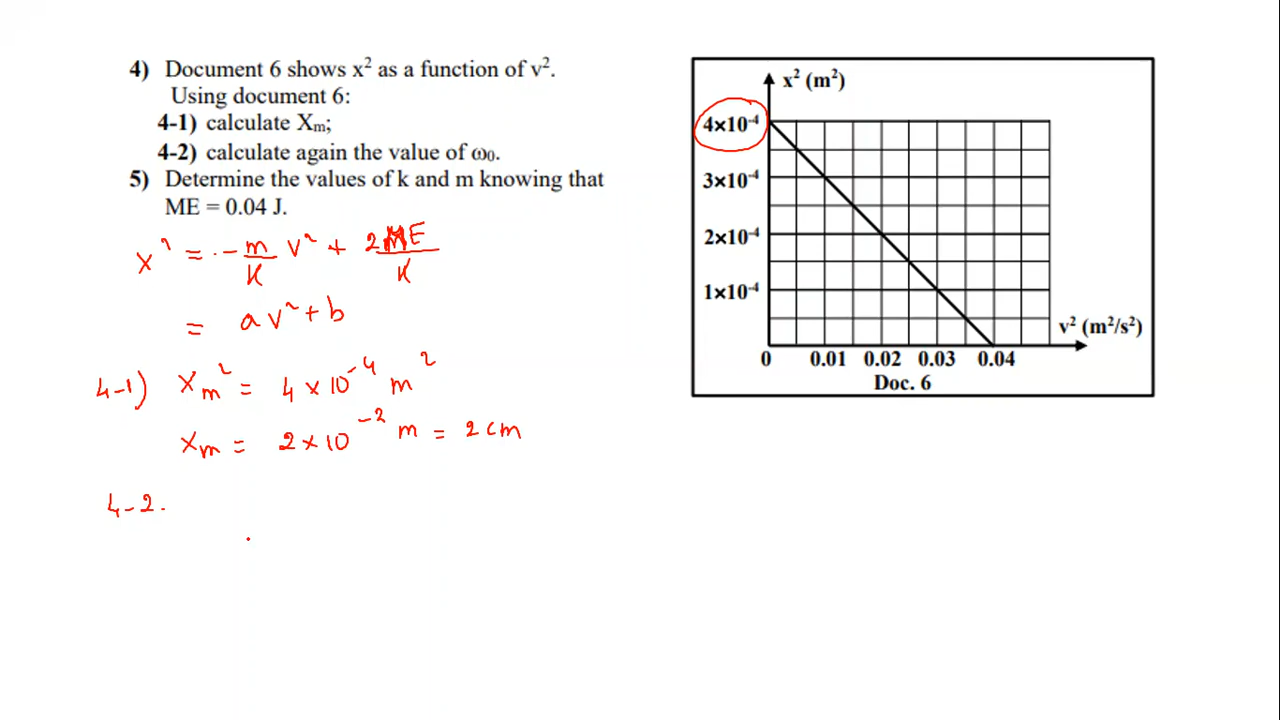 4) Document 6 shows x² as a function of v².
Using document 6:
4-1) calculate Xₘ;
4-2) calculate again the value of ω₀.
5) Determine the values of k and m knowing that
ME = 0.04 J.
x² = - m/K v² + 2ME/K
= av² + b
4-1) Xm² = 4 × 10⁻⁴ m²
Xm = 2 × 10⁻² m = 2 cm
4-2.
x² (m²)
4×10⁻⁴
3×10⁻⁴
2×10⁻⁴
1×10⁻⁴
v² (m²/s²)
0 0.01 0.02 0.03 0.04
Doc. 6